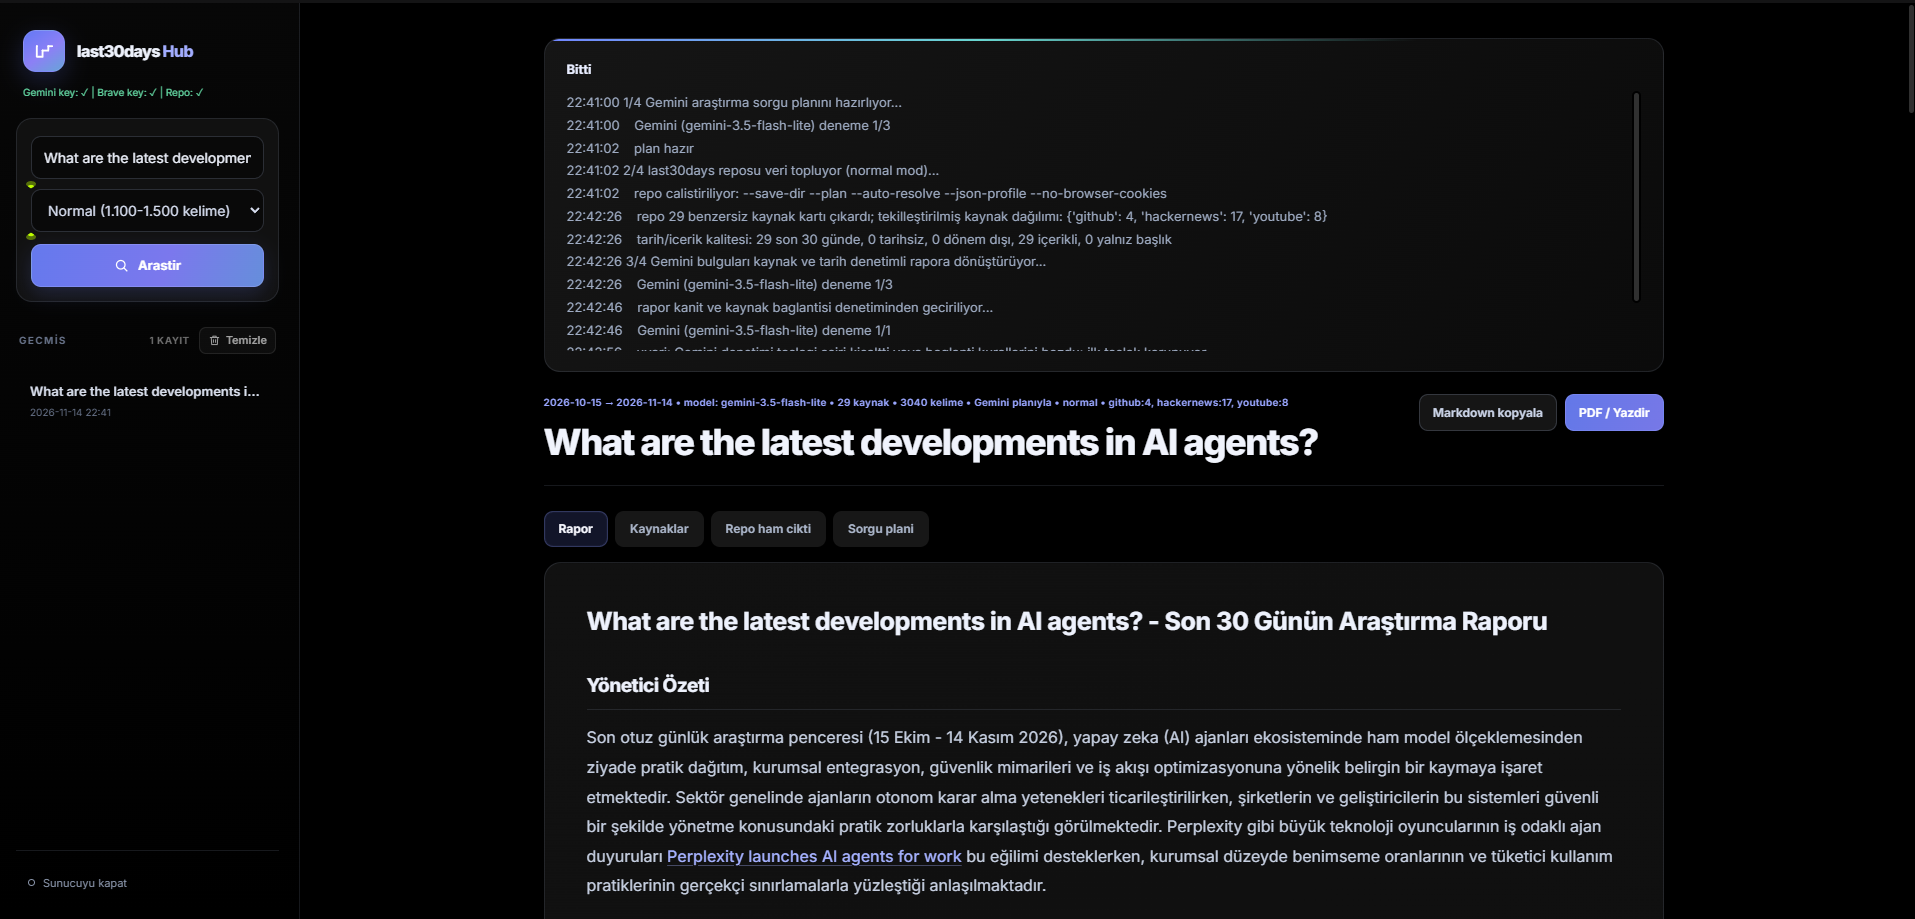 last30days Hub
Gemini key: ✓ | Brave key: ✓ | Repo: ✓
What are the latest developmer
Normal (1.100-1.500 kelime)
Arastir
GECMİS
1 KAYIT
Temizle
What are the latest developments i...
2026-11-14 22:41
Sunucuyu kapat
Bitti
22:41:00 1/4 Gemini araştırma sorgu planını hazırlıyor...
22:41:00 Gemini (gemini-3.5-flash-lite) deneme 1/3
22:41:02 plan hazır
22:41:02 2/4 last30days reposu veri topluyor (normal mod)...
22:41:02 repo calistiriliyor: --save-dir --plan --auto-resolve --json-profile --no-browser-cookies
22:42:26 repo 29 benzersiz kaynak kartı çıkardı; tekilleştirilmiş kaynak dağılımı: {'github': 4, 'hackernews': 17, 'youtube': 8}
22:42:26 tarih/icerik kalitesi: 29 son 30 günde, 0 tarihsiz, 0 dönem dışı, 29 içerikli, 0 yalnız başlık
22:42:26 3/4 Gemini bulguları kaynak ve tarih denetimli rapora dönüştürüyor...
22:42:26 Gemini (gemini-3.5-flash-lite) deneme 1/3
22:42:46 rapor kanit ve kaynak baglantisi denetiminden geciriliyor...
22:42:46 Gemini (gemini-3.5-flash-lite) deneme 1/1
2026-10-15 → 2026-11-14 • model: gemini-3.5-flash-lite • 29 kaynak • 3040 kelime • Gemini planıyla • normal • github:4, hackernews:17, youtube:8
Markdown kopyala
PDF / Yazdir
What are the latest developments in AI agents?
Rapor
Kaynaklar
Repo ham cikti
Sorgu plani
What are the latest developments in AI agents? - Son 30 Günün Araştırma Raporu
Yönetici Özeti
Son otuz günlük araştırma penceresi (15 Ekim - 14 Kasım 2026), yapay zeka (AI) ajanları ekosisteminde ham model ölçeklemesinden
ziyade pratik dağıtım, kurumsal entegrasyon, güvenlik mimarileri ve iş akışı optimizasyonuna yönelik belirgin bir kaymaya işaret
etmektedir. Sektör genelinde ajanların otonom karar alma yetenekleri ticarileştirilirken, şirketlerin ve geliştiricilerin bu sistemleri güvenli
bir şekilde yönetme konusundaki pratik zorluklarla karşılaştığı görülmektedir. Perplexity gibi büyük teknoloji oyuncularının iş odaklı ajan
duyuruları Perplexity launches AI agents for work bu eğilimi desteklerken, kurumsal düzeyde benimseme oranlarının ve tüketici kullanım
pratiklerinin gerçekçi sınırlamalarla yüzleştiği anlaşılmaktadır.